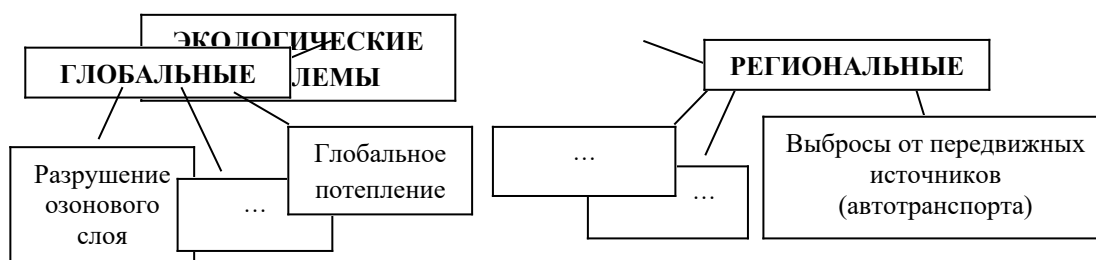 ЭКОЛОГИЧЕСКИЕ
ЛЕМЫ
ГЛОБАЛЬНЫЕ
РЕГИОНАЛЬНЫЕ
Разрушение
озонового
слоя
…
Глобальное
потепление
…
…
Выбросы от передвижных
источников
(автотранспорта)